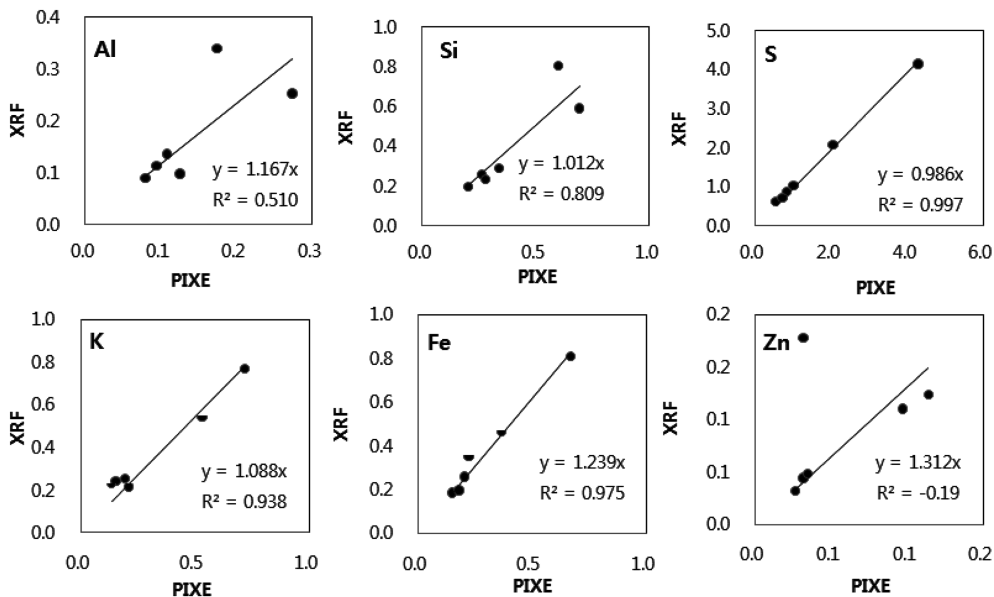 Al
XRF
0.4
0.3
0.2
0.1
0.0
y = 1.167x
R² = 0.510
0.0 0.1 0.2 0.3
PIXE
Si
XRF
1.0
0.8
0.6
0.4
0.2
0.0
y = 1.012x
R² = 0.809
0.0 0.5 1.0
PIXE
S
XRF
5.0
4.0
3.0
2.0
1.0
0.0
y = 0.986x
R² = 0.997
0.0 2.0 4.0 6.0
PIXE
K
XRF
1.0
0.8
0.6
0.4
0.2
0.0
y = 1.088x
R² = 0.938
0.0 0.5 1.0
PIXE
Fe
XRF
1.0
0.8
0.6
0.4
0.2
0.0
y = 1.239x
R² = 0.975
0.0 0.5 1.0
PIXE
Zn
XRF
0.2
0.2
0.1
0.1
0.0
y = 1.312x
R² = -0.19
0.0 0.1 0.1 0.2
PIXE